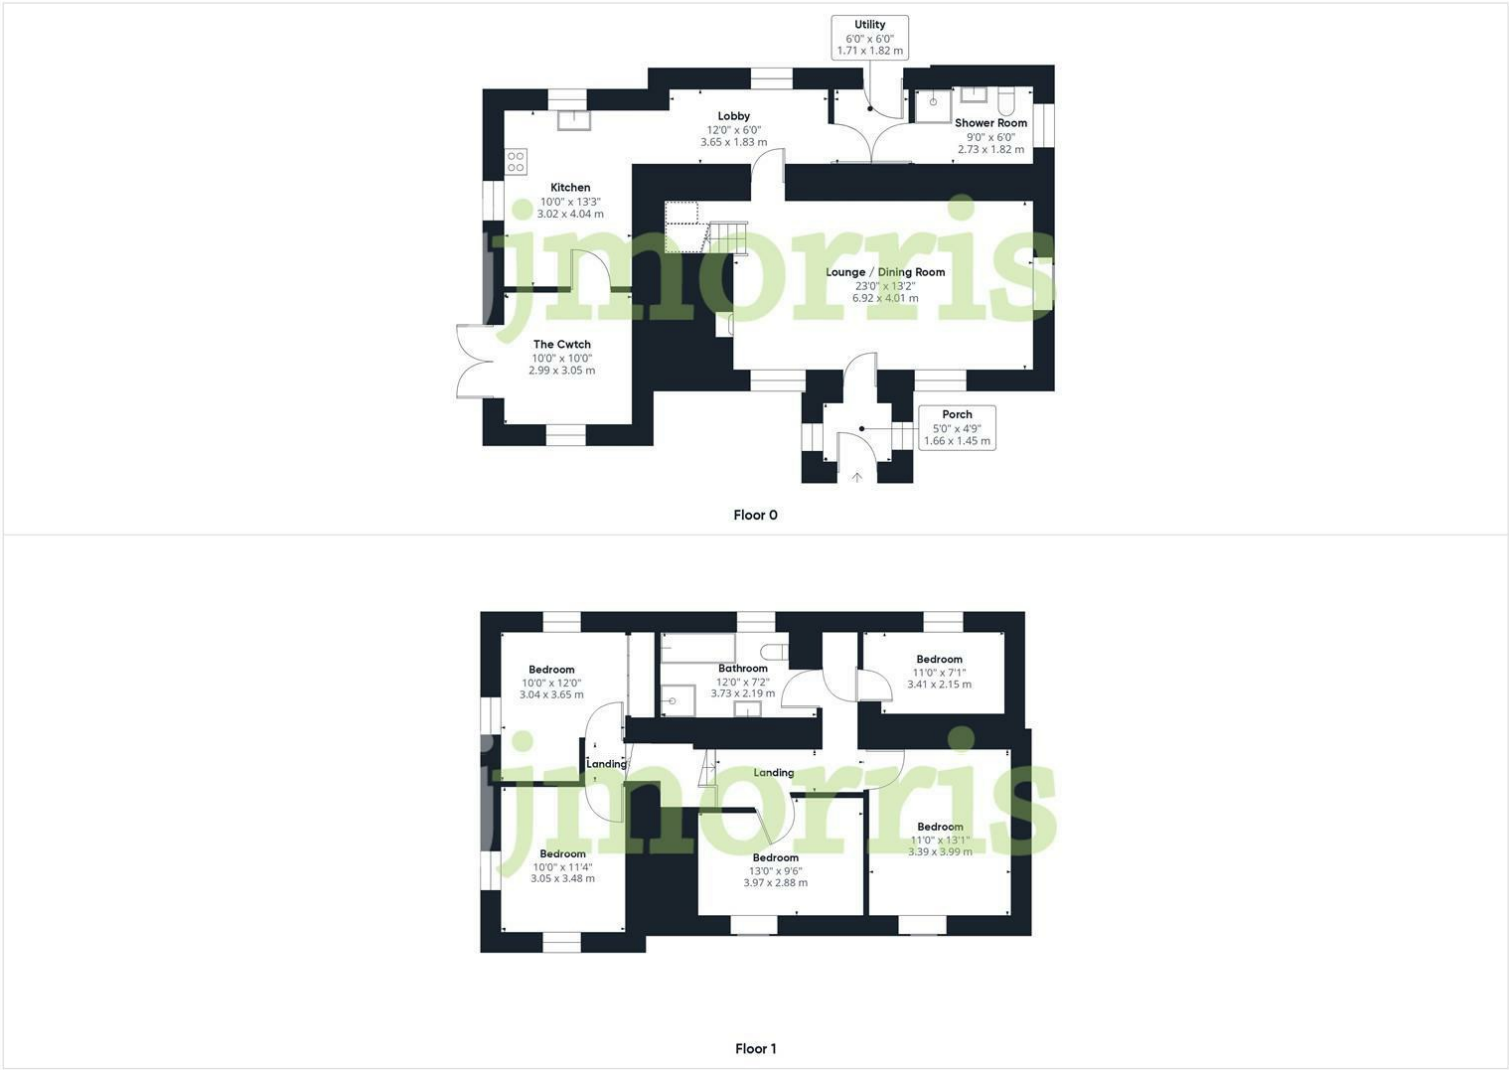 Utility
6'0" x 6'0"
1.71 x 1.82 m
Lobby
12'0" x 6'0"
3.65 x 1.83 m
Shower Room
9'0" x 6'0"
2.73 x 1.82 m
Kitchen
10'0" x 13'3"
3.02 x 4.04 m
Lounge / Dining Room
23'0" x 13'2"
6.92 x 4.01 m
jjmorris
The Cwtch
10'0" x 10'0"
2.99 x 3.05 m
Porch
5'0" x 4'9"
1.66 x 1.45 m
Floor 0
Bedroom
10'0" x 12'0"
3.04 x 3.65 m
Bathroom
12'0" x 7'2"
3.73 x 2.19 m
Bedroom
11'0" x 7'1"
3.41 x 2.15 m
Landing
Landing
jjmorris
Bedroom
10'0" x 11'4"
3.05 x 3.48 m
Bedroom
13'0" x 9'6"
3.97 x 2.88 m
Bedroom
11'0" x 13'1"
3.39 x 3.99 m
Floor 1